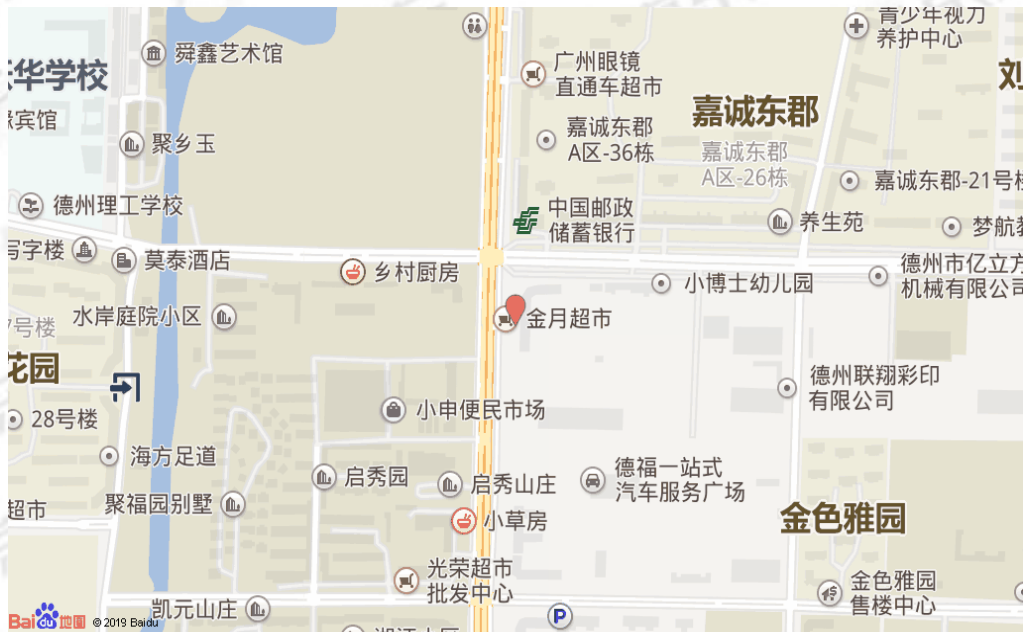 青少年视力
养护中心
舜鑫艺术馆
广州眼镜
直通车超市
华学校
嘉诚东郡
宾馆
聚乡玉
嘉诚东郡
A区-36栋
嘉诚东郡
A区-26栋
嘉诚东郡-21号
德州理工学校
中国邮政
储蓄银行
养生苑
梦航
写字楼
莫泰酒店
乡村厨房
小博士幼儿园
德州市亿立方
机械有限公司
水岸庭院小区
金月超市
7号楼
花园
德州联翔彩印
有限公司
28号楼
小申便民市场
海方足道
启秀园
启秀山庄
德福一站式
汽车服务广场
聚福园别墅
超市
小草房
金色雅园
光荣超市
批发中心
金色雅园
售楼中心
凯元山庄
P
Bai du 地图 © 2019 Baidu